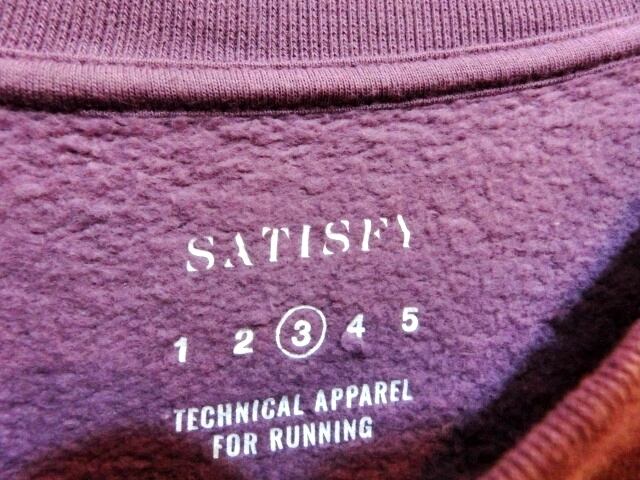 SATISFY
1 2 3 4 5
TECHNICAL APPAREL
FOR RUNNING